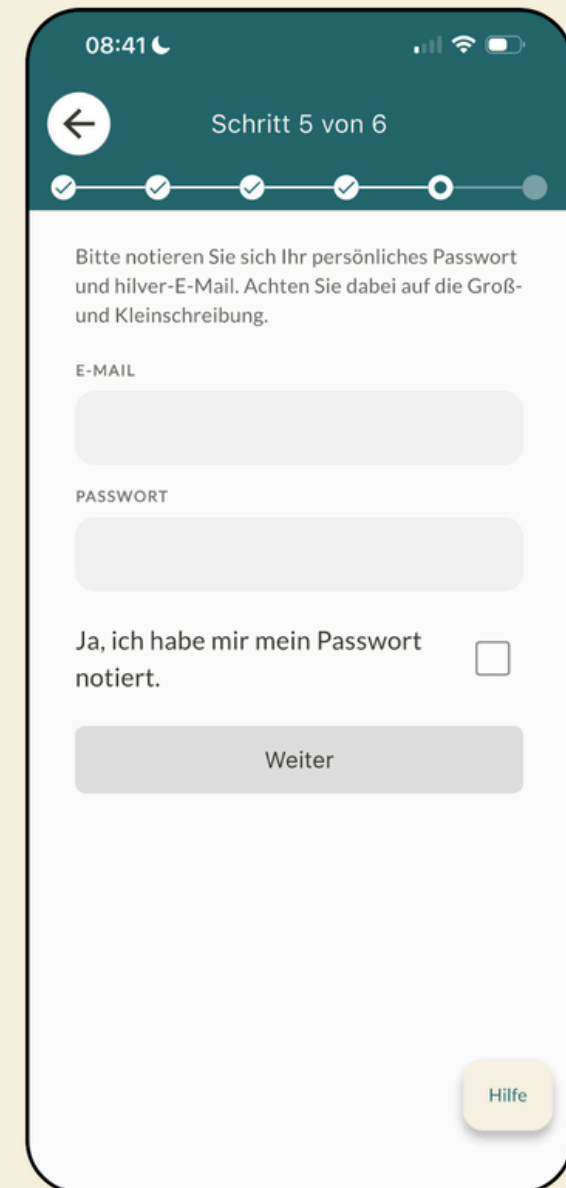 08:41
Schritt 5 von 6
Bitte notieren Sie sich Ihr persönliches Passwort
und hilver-E-Mail. Achten Sie dabei auf die Groß-
und Kleinschreibung.
E-MAIL
PASSWORT
Ja, ich habe mir mein Passwort
notiert.
Weiter
Hilfe